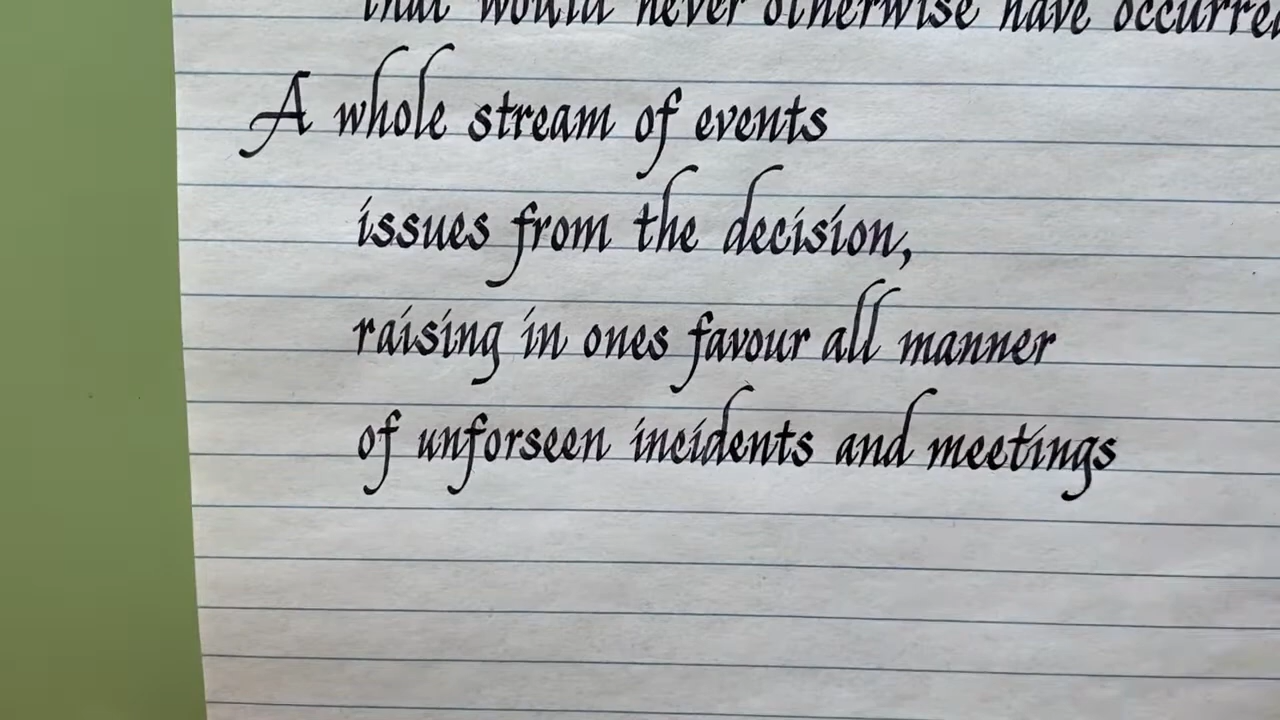 that would never otherwise have occurred
A whole stream of events
issues from the decision,
raising in ones favour all manner
of unforseen incidents and meetings